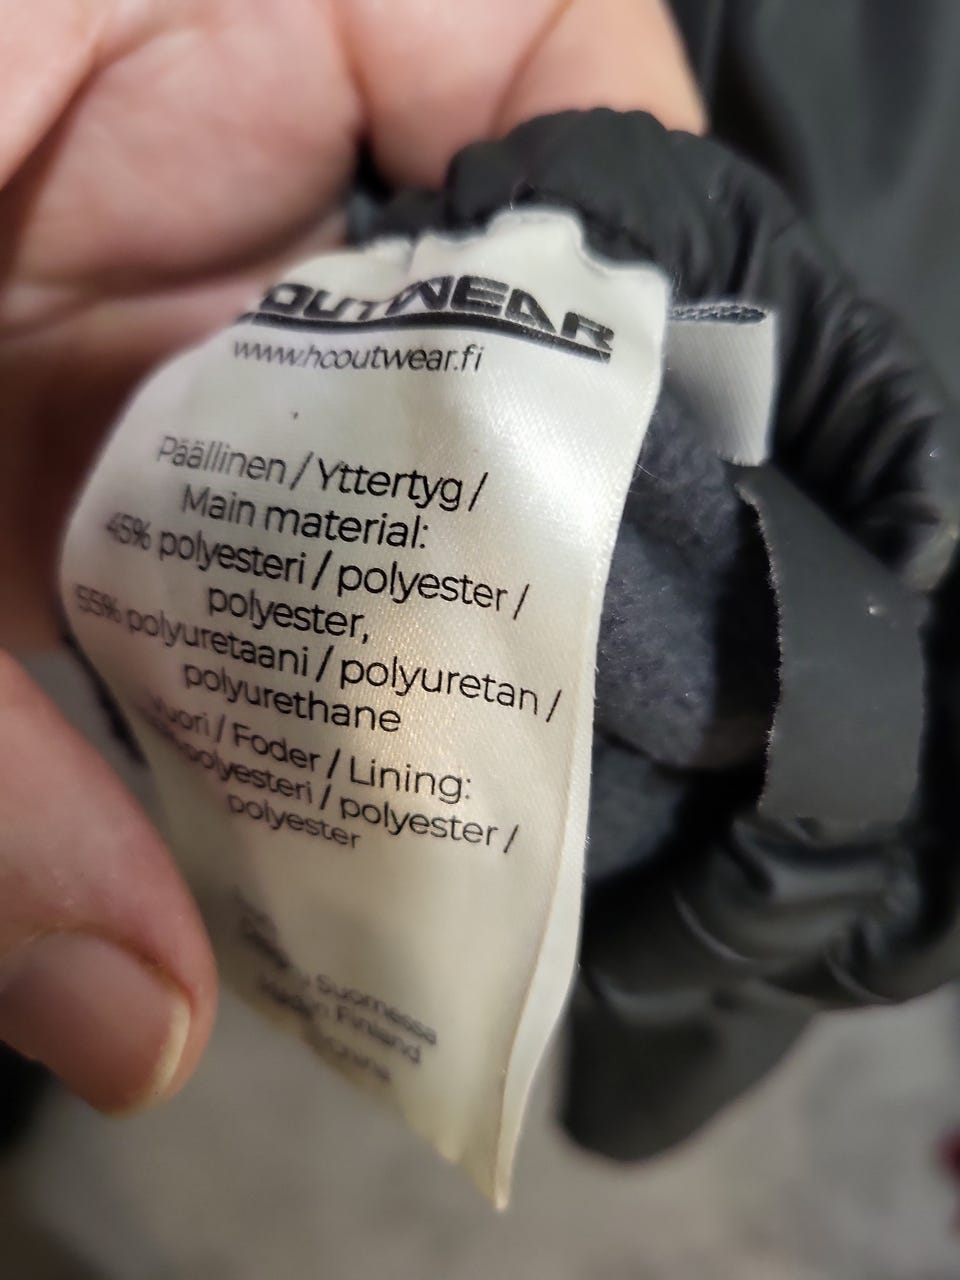 OUTWEAR
www.hcoutwear.fi
Päällinen / Yttertyg /
Main material:
45% polyesteri / polyester /
polyester,
55% polyuretaani / polyuretan /
polyurethane
Vuori / Foder / Lining:
polyesteri / polyester /
polyester
Suomessa
Finland